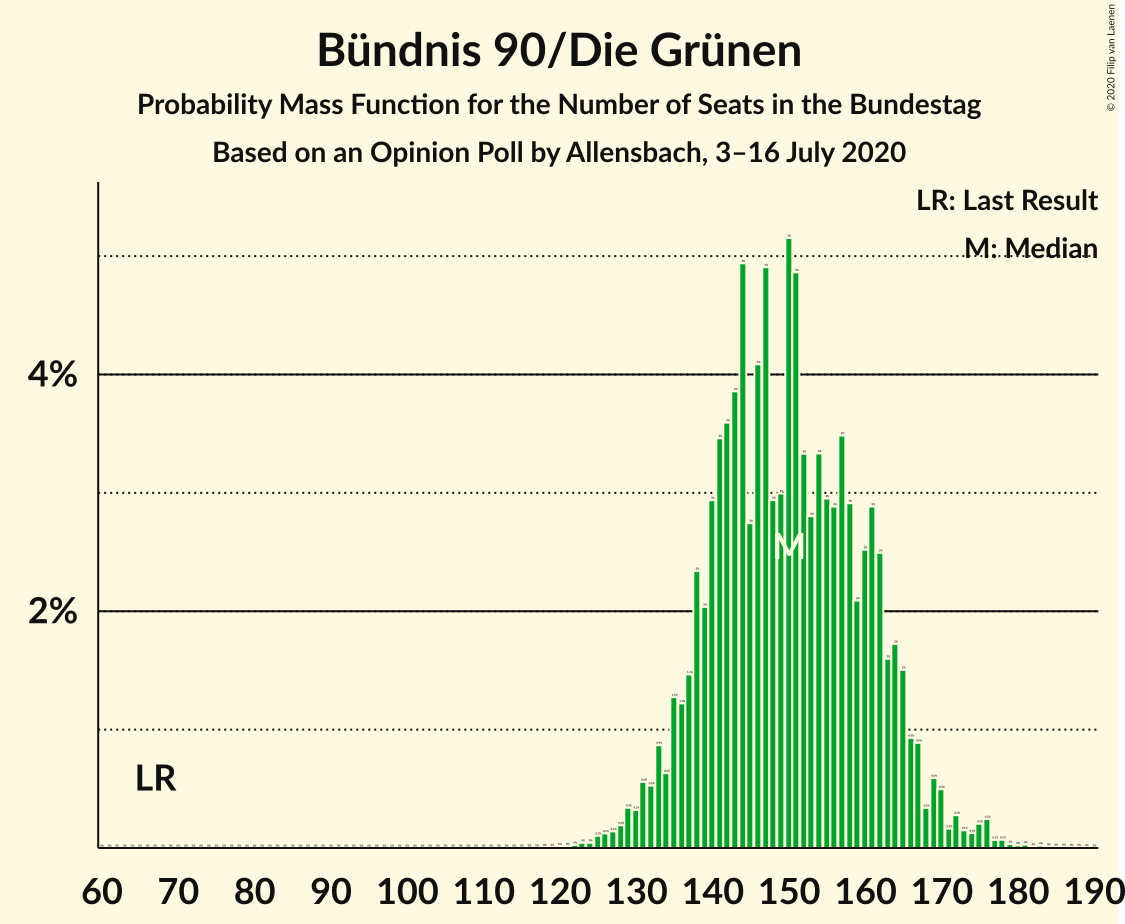 Bündnis 90/Die Grünen
Probability Mass Function for the Number of Seats in the Bundestag
Based on an Opinion Poll by Allensbach, 3–16 July 2020
© 2020 Filip van Laenen
LR: Last Result
M: Median
4%
2%
M
LR
60 70 80 90 100 110 120 130 140 150 160 170 180 190